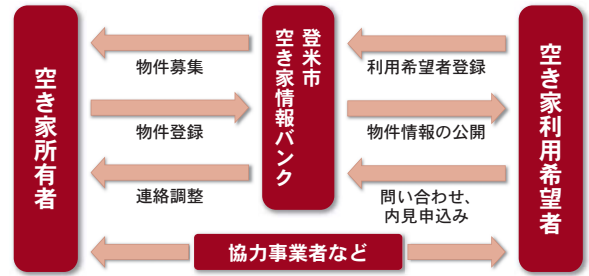 空き家所有者
物件募集
物件登録
連絡調整
登米市
空き家情報バンク
利用希望者登録
物件情報の公開
問い合わせ、
内見申込み
空き家利用希望者
協力事業者など